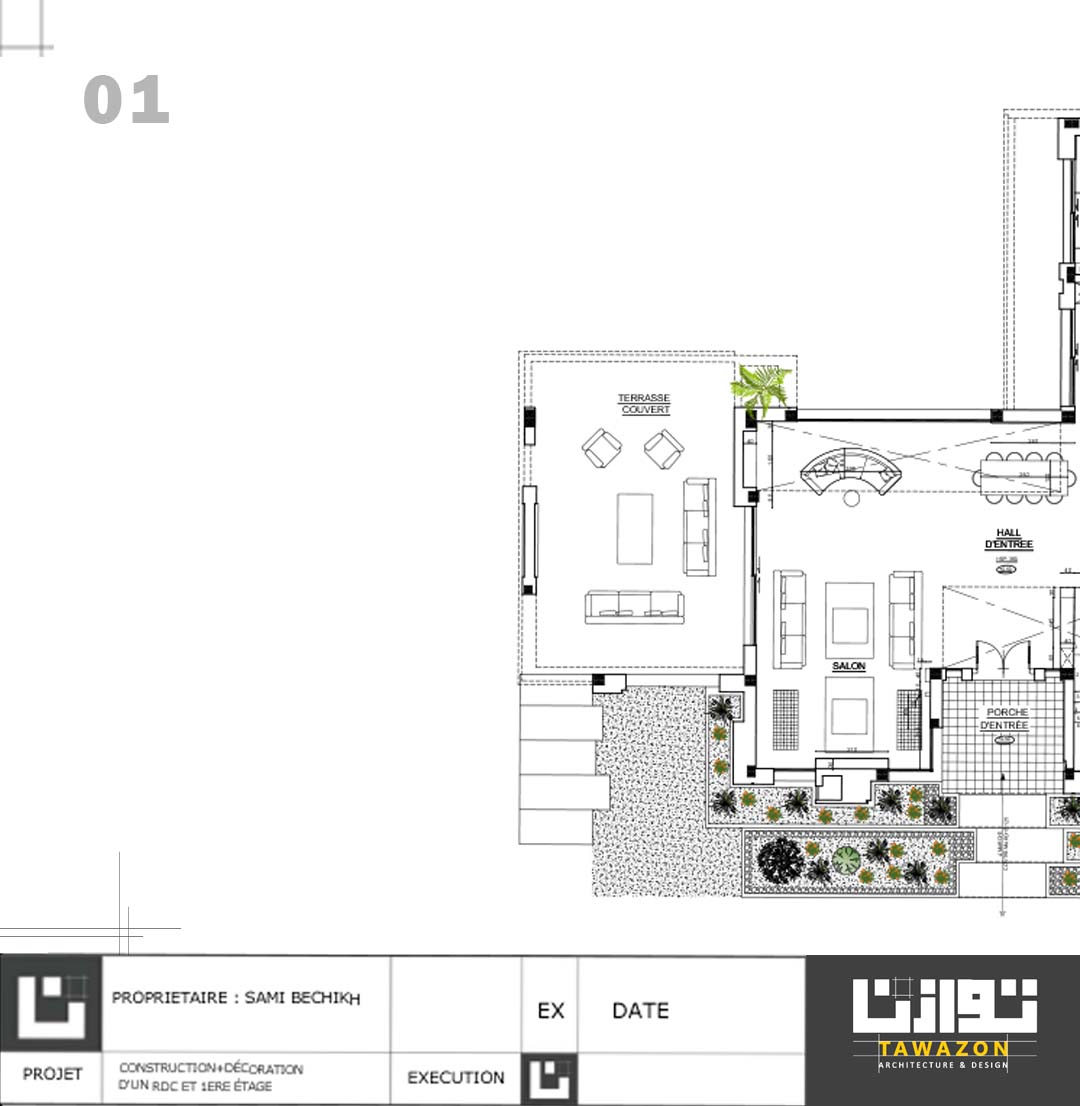 01
TERRASSE
COUVERT
HALL
D'ENTREE
SALON
PORCHE
D'ENTRÉE
PROPRIETAIRE : SAMI BECHIKH
EX
DATE
PROJET
CONSTRUCTION+DÉCORATION
D'UN RDC ET 1ERE ÉTAGE
EXECUTION
توازن
TAWAZON
ARCHITECTURE & DESIGN